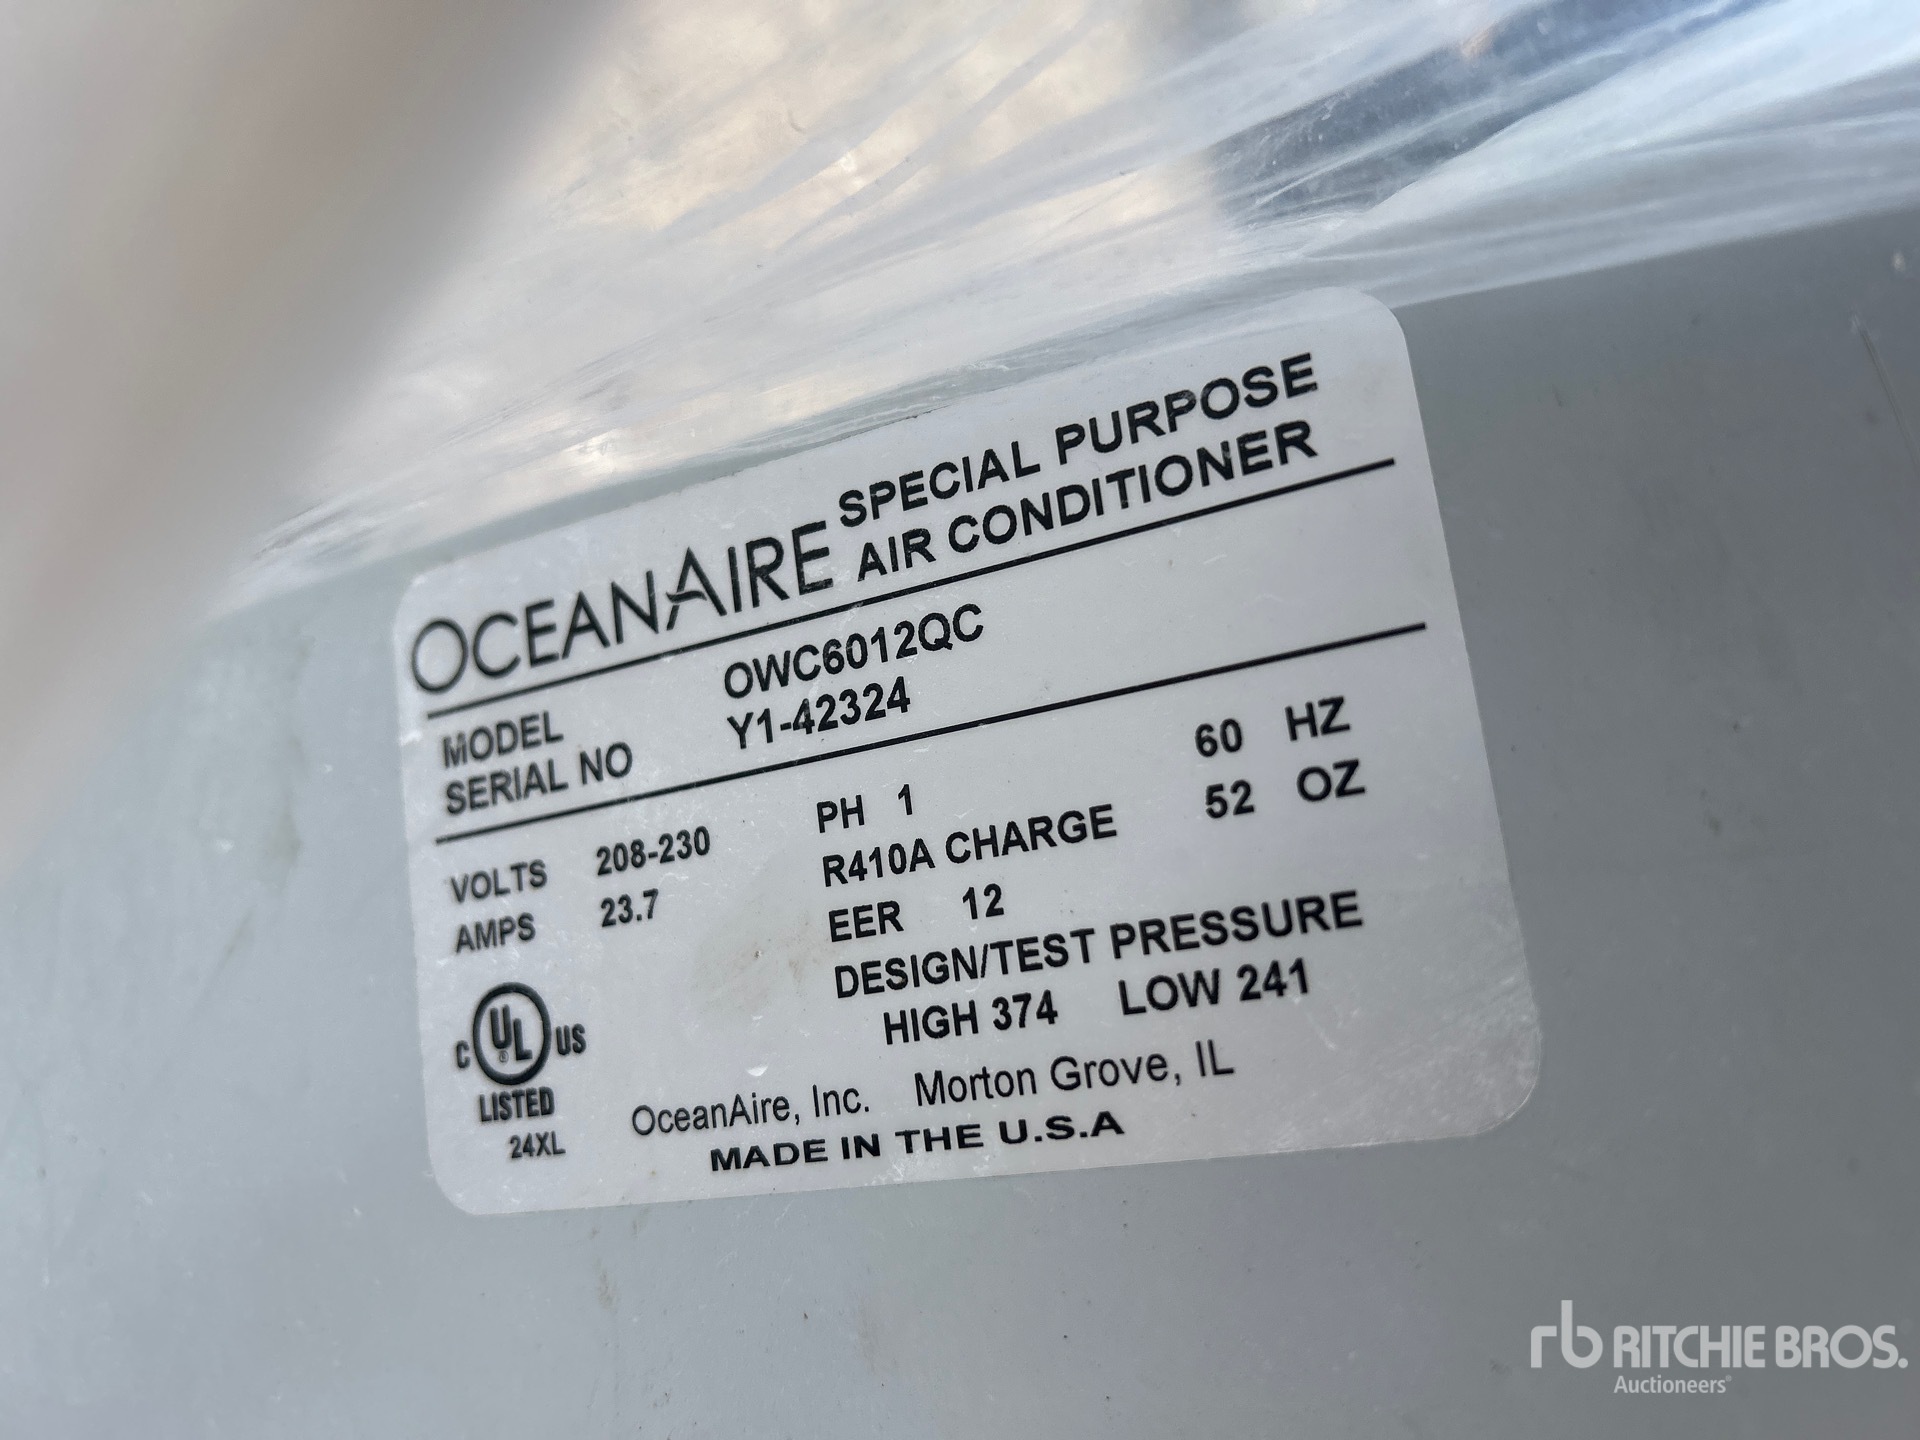 OCEANAIRE SPECIAL PURPOSE
AIR CONDITIONER
MODEL OWC6012QC
SERIAL NO Y1-42324
VOLTS 208-230 PH 1 60 HZ
AMPS 23.7 R410A CHARGE 52 OZ
EER 12
DESIGN/TEST PRESSURE
HIGH 374 LOW 241
C UL ® US
LISTED
24XL
OceanAire, Inc. Morton Grove, IL
MADE IN THE U.S.A
rb RITCHIE BROS.
Auctioneers®